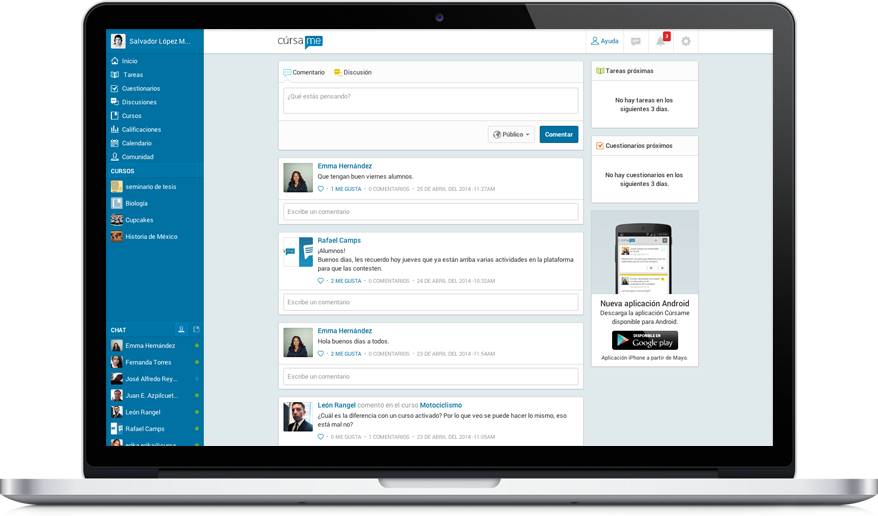 Salvador López M...
Inicio
Tareas
Cuestionarios
Discusiones
Cursos
Calificaciones
Calendario
Comunidad
CURSOS
seminario de tesis
Biología
Cupcakes
Historia de México
CHAT
Emma Hernández
Fernanda Torres
José Alfredo Rey...
Juan E. Azpilcuet...
León Rangel
Rafael Camps
cúrsame
Ayuda
3
Comentario
Discusión
¿Qué estás pensando?
Público
Comentar
Emma Hernández
Que tengan buen viernes alumnos.
1 ME GUSTA · 0 COMENTARIOS · 25 DE ABRIL DEL 2014 -11:27AM
Escribe un comentario
Rafael Camps
¡Alumnos!
Buenos días, les recuerdo hoy jueves que ya están arriba varias actividades en la plataforma
para que las contesten.
2 ME GUSTA · 0 COMENTARIOS · 24 DE ABRIL DEL 2014 -10:32AM
Escribe un comentario
Emma Hernández
Hola buenos días a todos.
2 ME GUSTA · 0 COMENTARIOS · 23 DE ABRIL DEL 2014 -11:54AM
Escribe un comentario
León Rangel comentó en el curso Motociclismo
¿Cuál es la diferencia con un curso activado? Por lo que veo se puede hacer lo mismo, eso
está mal no?
0 ME GUSTA · 1 COMENTARIOS · 23 DE ABRIL DEL 2014 -11:05AM
Tareas próximas
No hay tareas en los
siguientes 3 días.
Cuestionarios próximos
No hay cuestionarios en los
siguientes 3 días.
Nueva aplicación Android
Descarga la aplicación Cúrsame
disponible para Android.
DISPONIBLE EN
Google play
Aplicación iPhone a partir de Mayo.